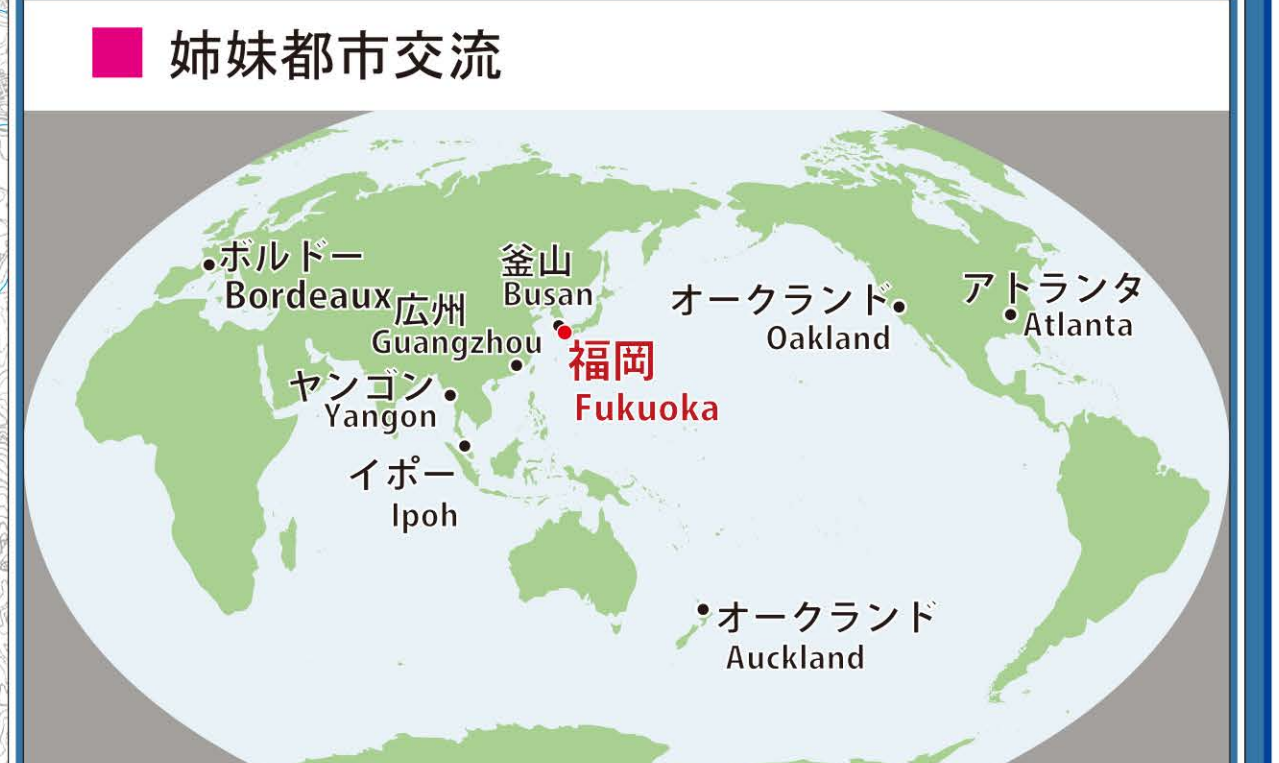 姉妹都市交流
ボルドー
Bordeaux
釜山
Busan
広州
Guangzhou
福岡
Fukuoka
ヤンゴン
Yangon
イポー
Ipoh
オークランド
Oakland
アトランタ
Atlanta
オークランド
Auckland